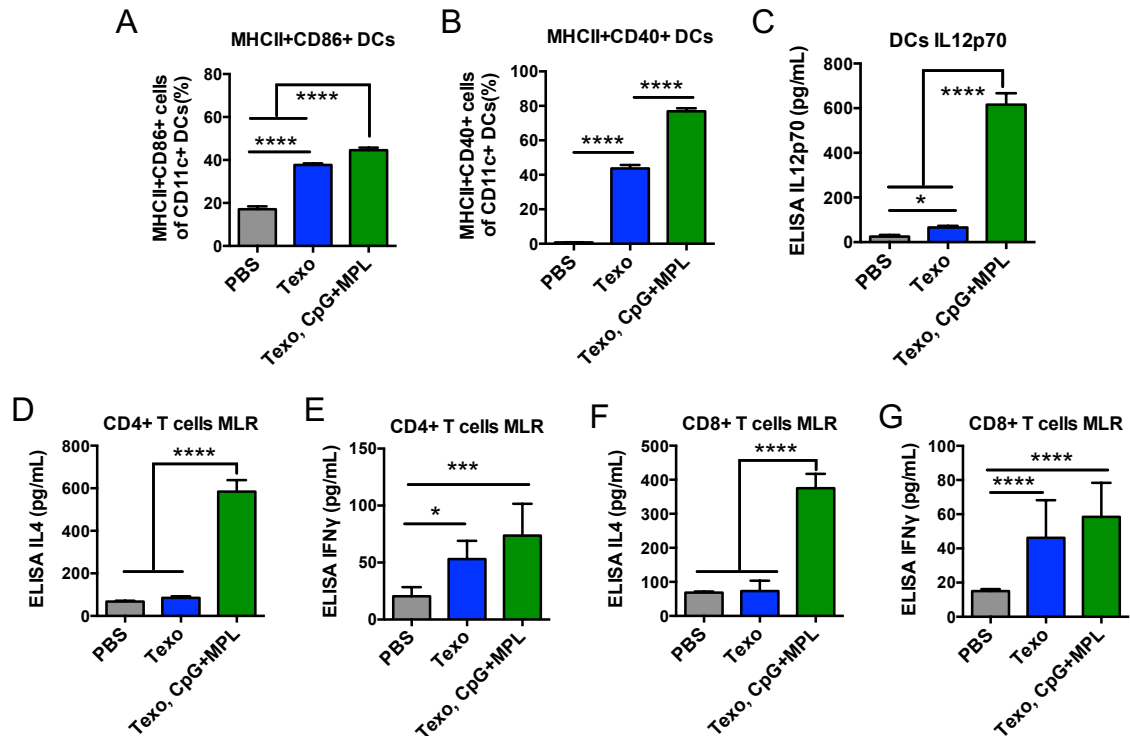 A
MHCII+CD86+ DCs
MHCII+CD86+ cells
of CD11c+ DCs(%)
80
60
40
20
0
****
****
PBS
Texo
Texo, CpG+MPL
B
MHCII+CD40+ DCs
MHCII+CD40+ cells
of CD11c+ DCs(%)
100
80
60
40
20
0
****
****
PBS
Texo
Texo, CpG+MPL
C
DCs IL12p70
ELISA IL12p70 (pg/mL)
800
600
400
200
0
****
*
PBS
Texo
Texo, CpG+MPL
D
CD4+ T cells MLR
ELISA IL4 (pg/mL)
800
600
400
200
0
****
PBS
Texo
Texo, CpG+MPL
E
CD4+ T cells MLR
ELISA IFNγ (pg/mL)
150
100
50
0
***
*
PBS
Texo
Texo, CpG+MPL
F
CD8+ T cells MLR
ELISA IL4 (pg/mL)
500
400
300
200
100
0
****
PBS
Texo
Texo, CpG+MPL
G
CD8+ T cells MLR
ELISA IFNγ (pg/mL)
100
80
60
40
20
0
****
****
PBS
Texo
Texo, CpG+MPL